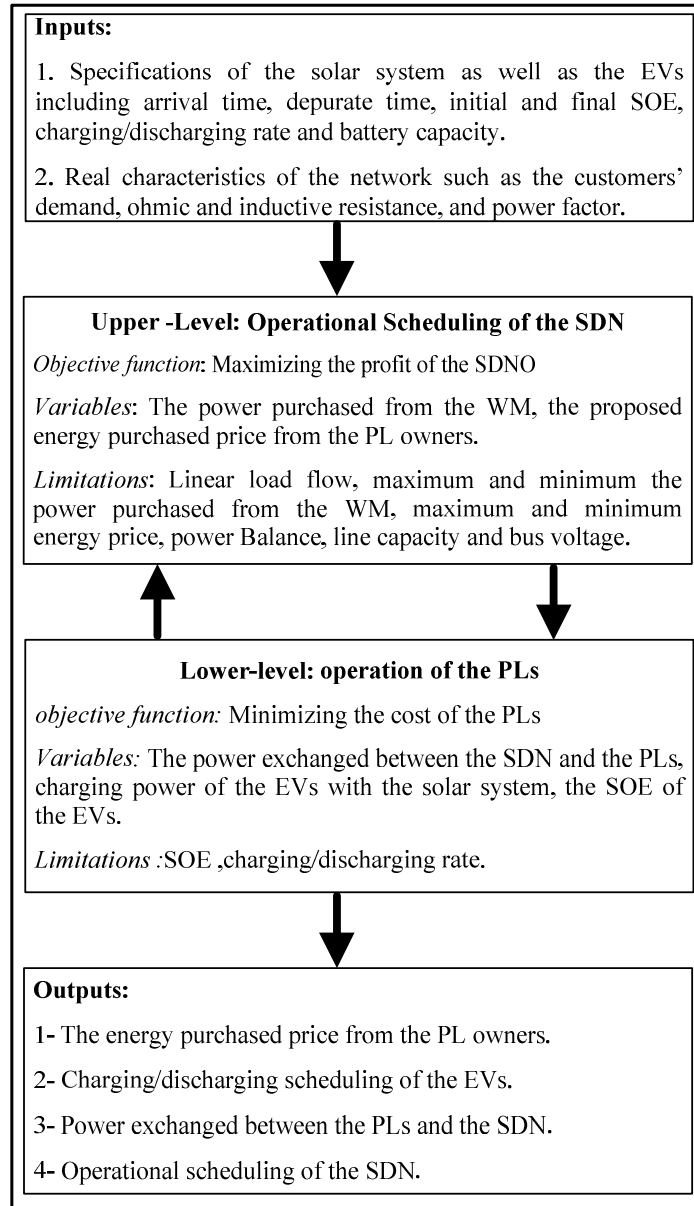 Inputs:
1. Specifications of the solar system as well as the EVs
including arrival time, depurate time, initial and final SOE,
charging/discharging rate and battery capacity.
2. Real characteristics of the network such as the customers’
demand, ohmic and inductive resistance, and power factor.
Upper -Level: Operational Scheduling of the SDN
Objective function: Maximizing the profit of the SDNO
Variables: The power purchased from the WM, the proposed
energy purchased price from the PL owners.
Limitations: Linear load flow, maximum and minimum the
power purchased from the WM, maximum and minimum
energy price, power Balance, line capacity and bus voltage.
Lower-level: operation of the PLs
objective function: Minimizing the cost of the PLs
Variables: The power exchanged between the SDN and the PLs,
charging power of the EVs with the solar system, the SOE of
the EVs.
Limitations :SOE ,charging/discharging rate.
Outputs:
1- The energy purchased price from the PL owners.
2- Charging/discharging scheduling of the EVs.
3- Power exchanged between the PLs and the SDN.
4- Operational scheduling of the SDN.